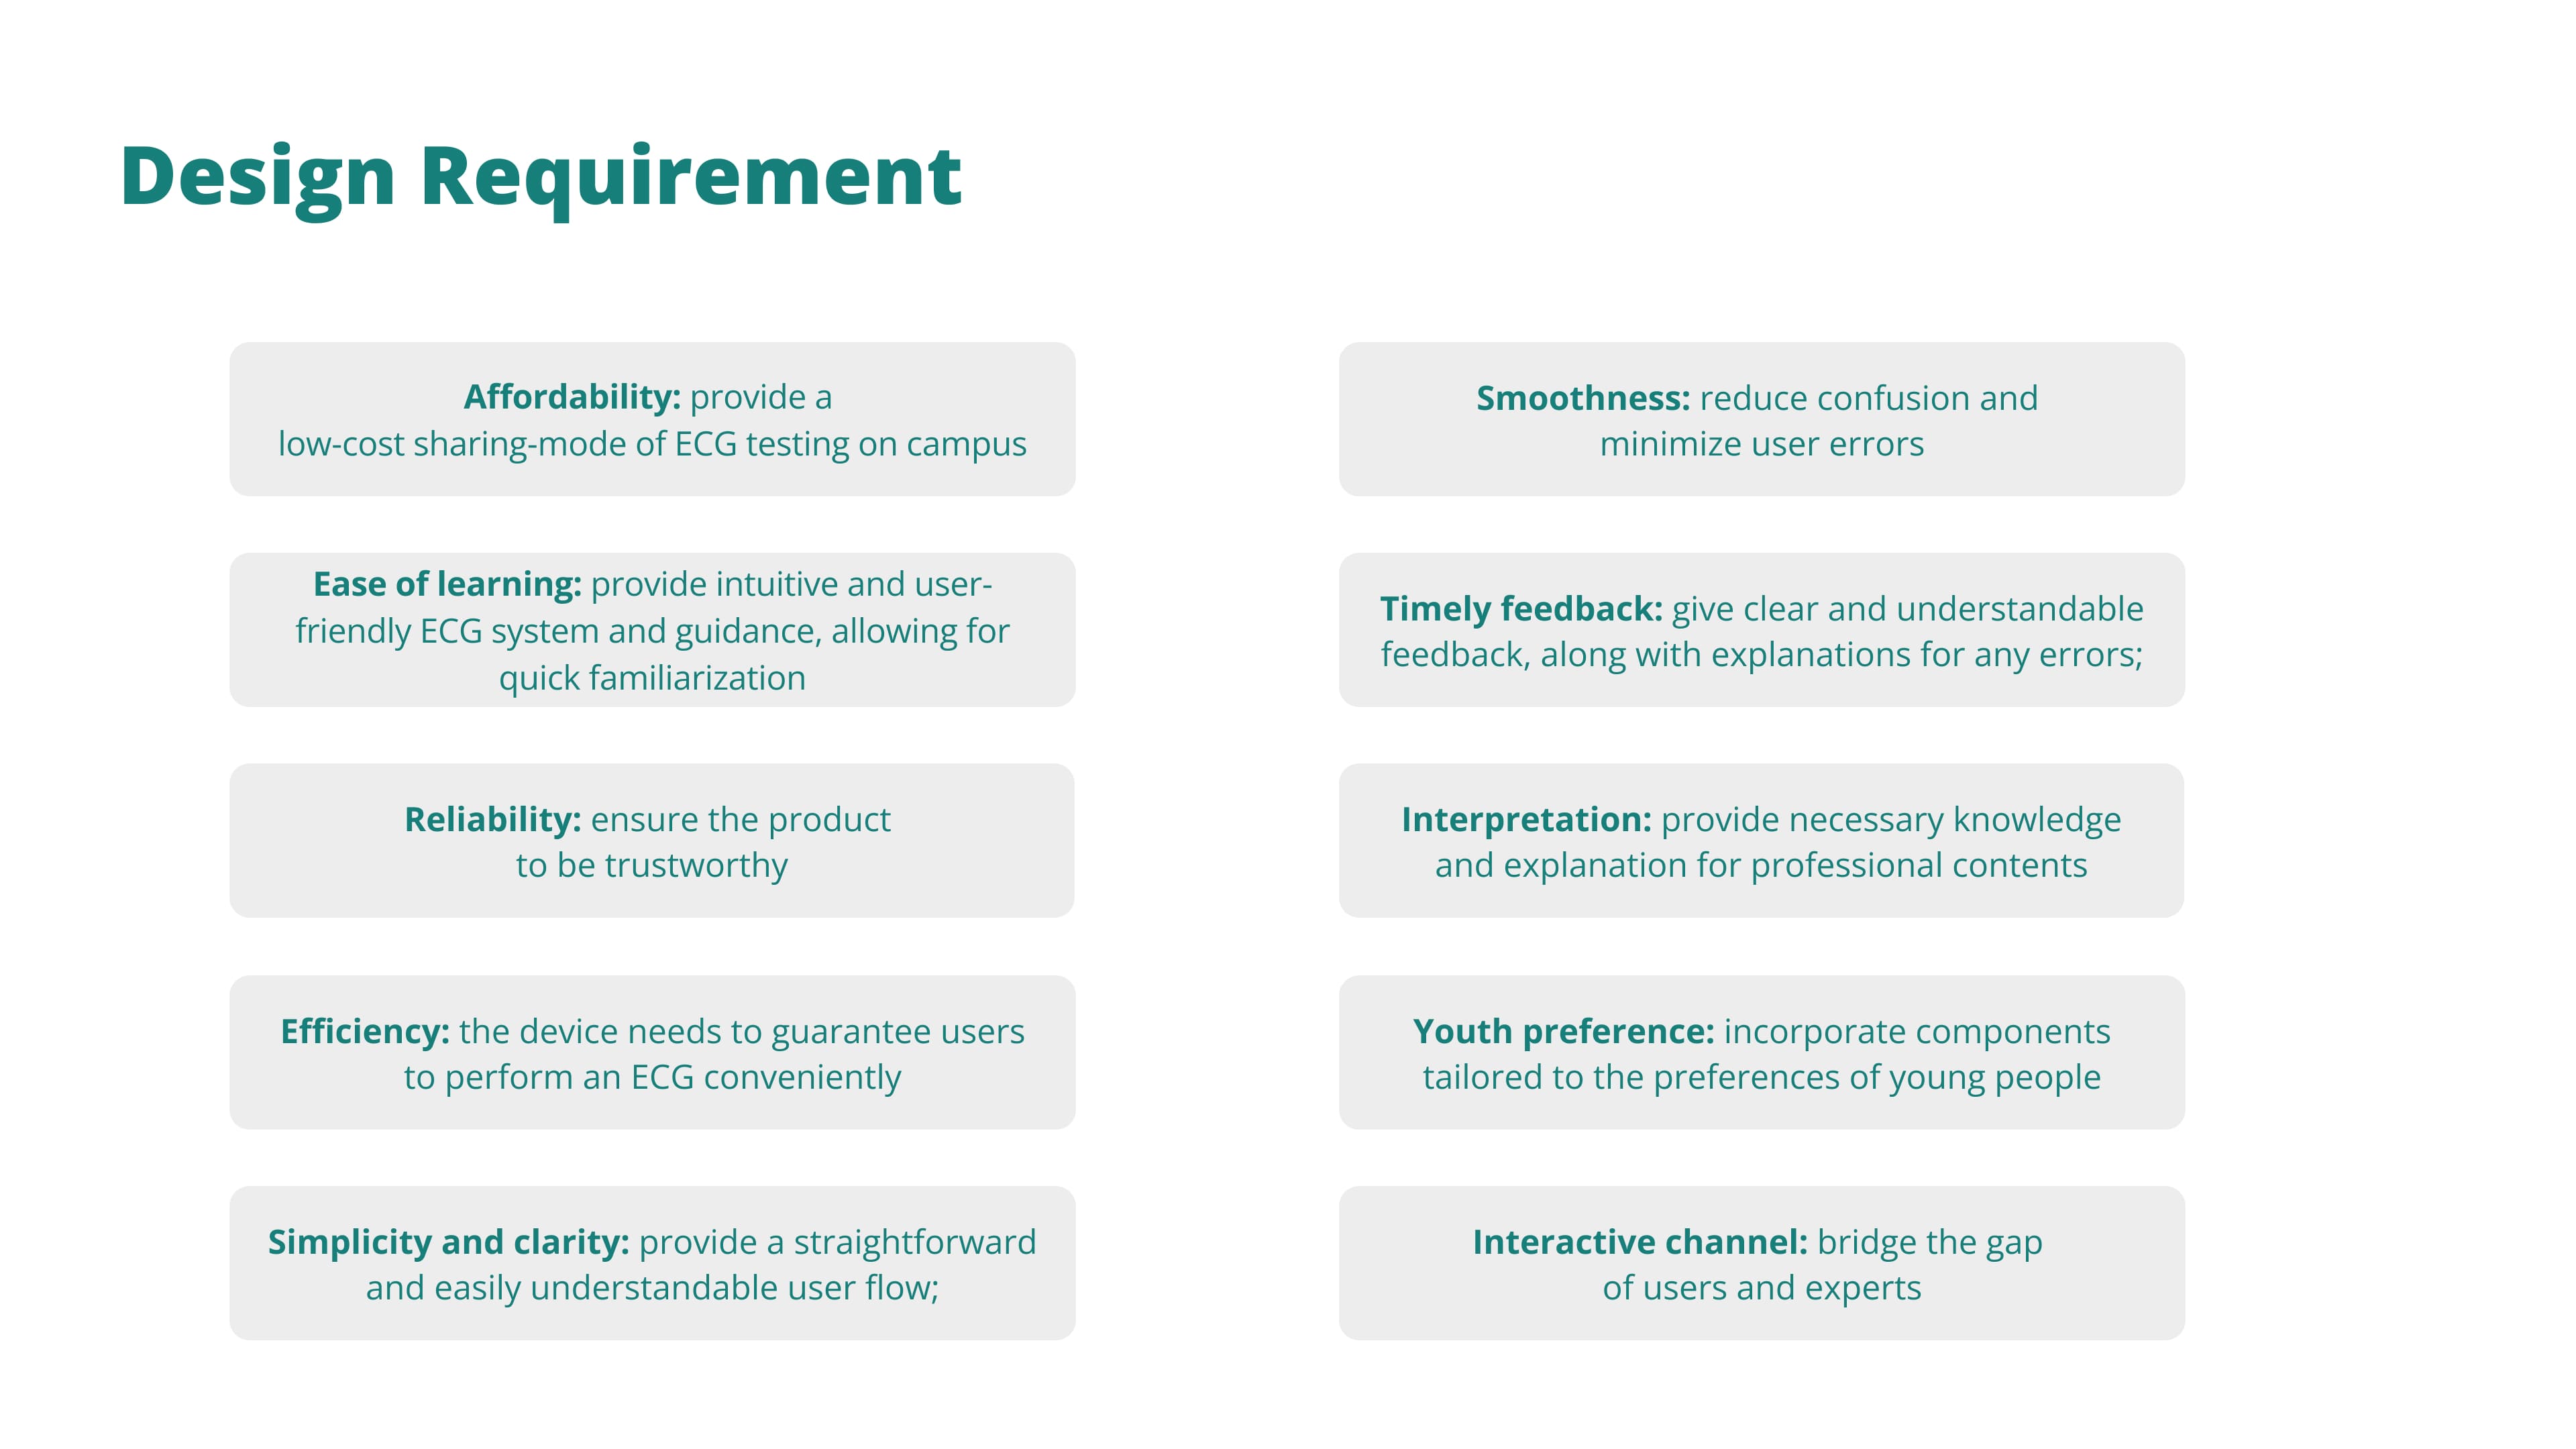 Design Requirement
Affordability: provide a
low-cost sharing-mode of ECG testing on campus
Ease of learning: provide intuitive and user-
friendly ECG system and guidance, allowing for
quick familiarization
Reliability: ensure the product
to be trustworthy
Efficiency: the device needs to guarantee users
to perform an ECG conveniently
Simplicity and clarity: provide a straightforward
and easily understandable user flow;
Smoothness: reduce confusion and
minimize user errors
Timely feedback: give clear and understandable
feedback, along with explanations for any errors;
Interpretation: provide necessary knowledge
and explanation for professional contents
Youth preference: incorporate components
tailored to the preferences of young people
Interactive channel: bridge the gap
of users and experts